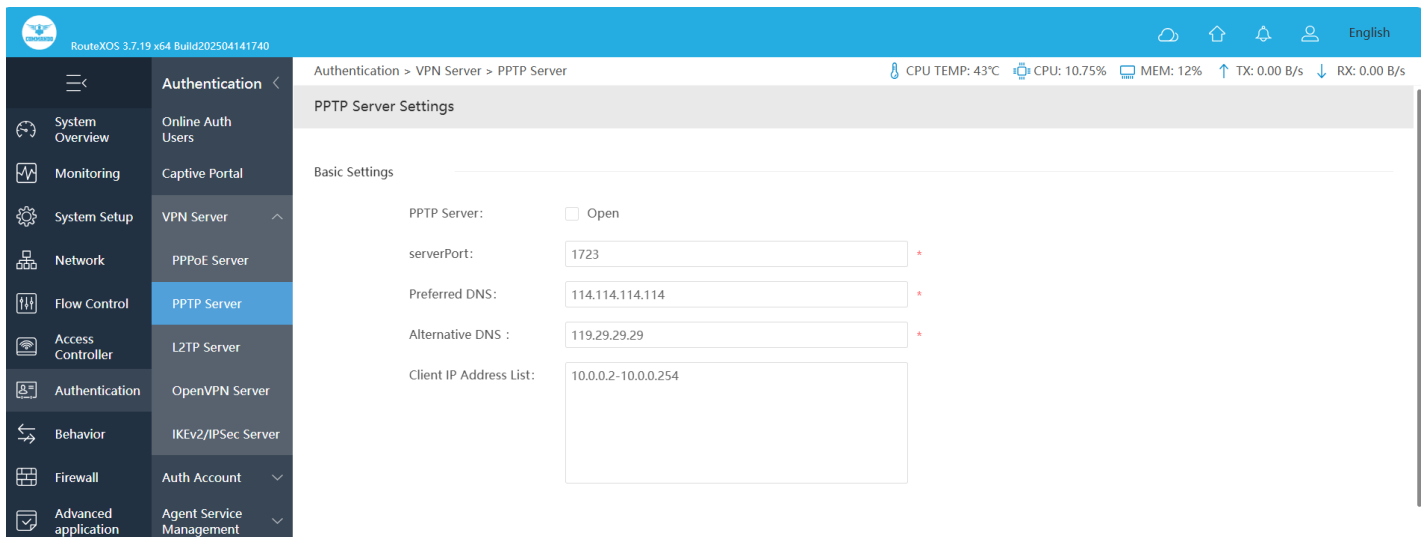 RouteXOS 3.7.19 x64 Build202504141740
English
Authentication
Authentication > VPN Server > PPTP Server
CPU TEMP: 43℃
CPU: 10.75%
MEM: 12%
TX: 0.00 B/s
RX: 0.00 B/s
PPTP Server Settings
System
Overview
Monitoring
System Setup
Network
Flow Control
Access
Controller
Authentication
Behavior
Firewall
Advanced
application
Online Auth
Users
Captive Portal
VPN Server
PPPoE Server
PPTP Server
L2TP Server
OpenVPN Server
IKEv2/IPSec Server
Auth Account
Agent Service
Management
Basic Settings
PPTP Server: Open
serverPort: 1723 *
Preferred DNS: 114.114.114.114 *
Alternative DNS : 119.29.29.29 *
Client IP Address List: 10.0.0.2-10.0.0.254